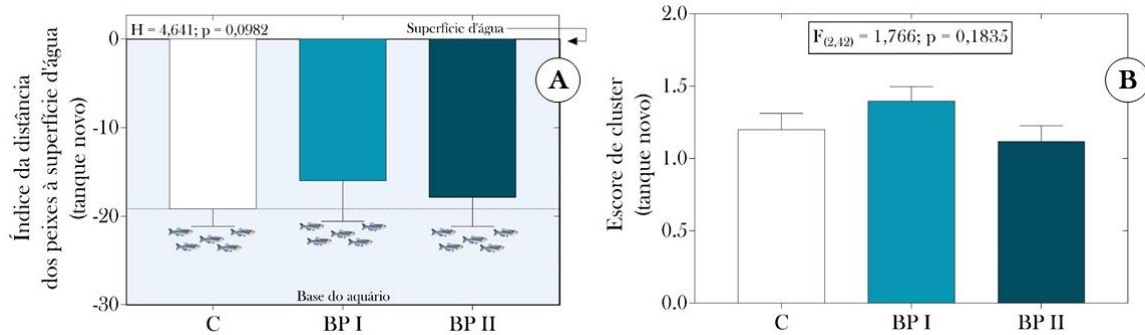 H = 4,641; p = 0,0982
Superfície d'água
0
-10
-20
-30
Índice da distância
dos peixes à superfície d'água
(tanque novo)
A
Base do aquário
C
BP I
BP II
F(2,42) = 1,766; p = 0,1835
2.0
1.5
1.0
0.5
0.0
Escore de cluster
(tanque novo)
B
C
BP I
BP II